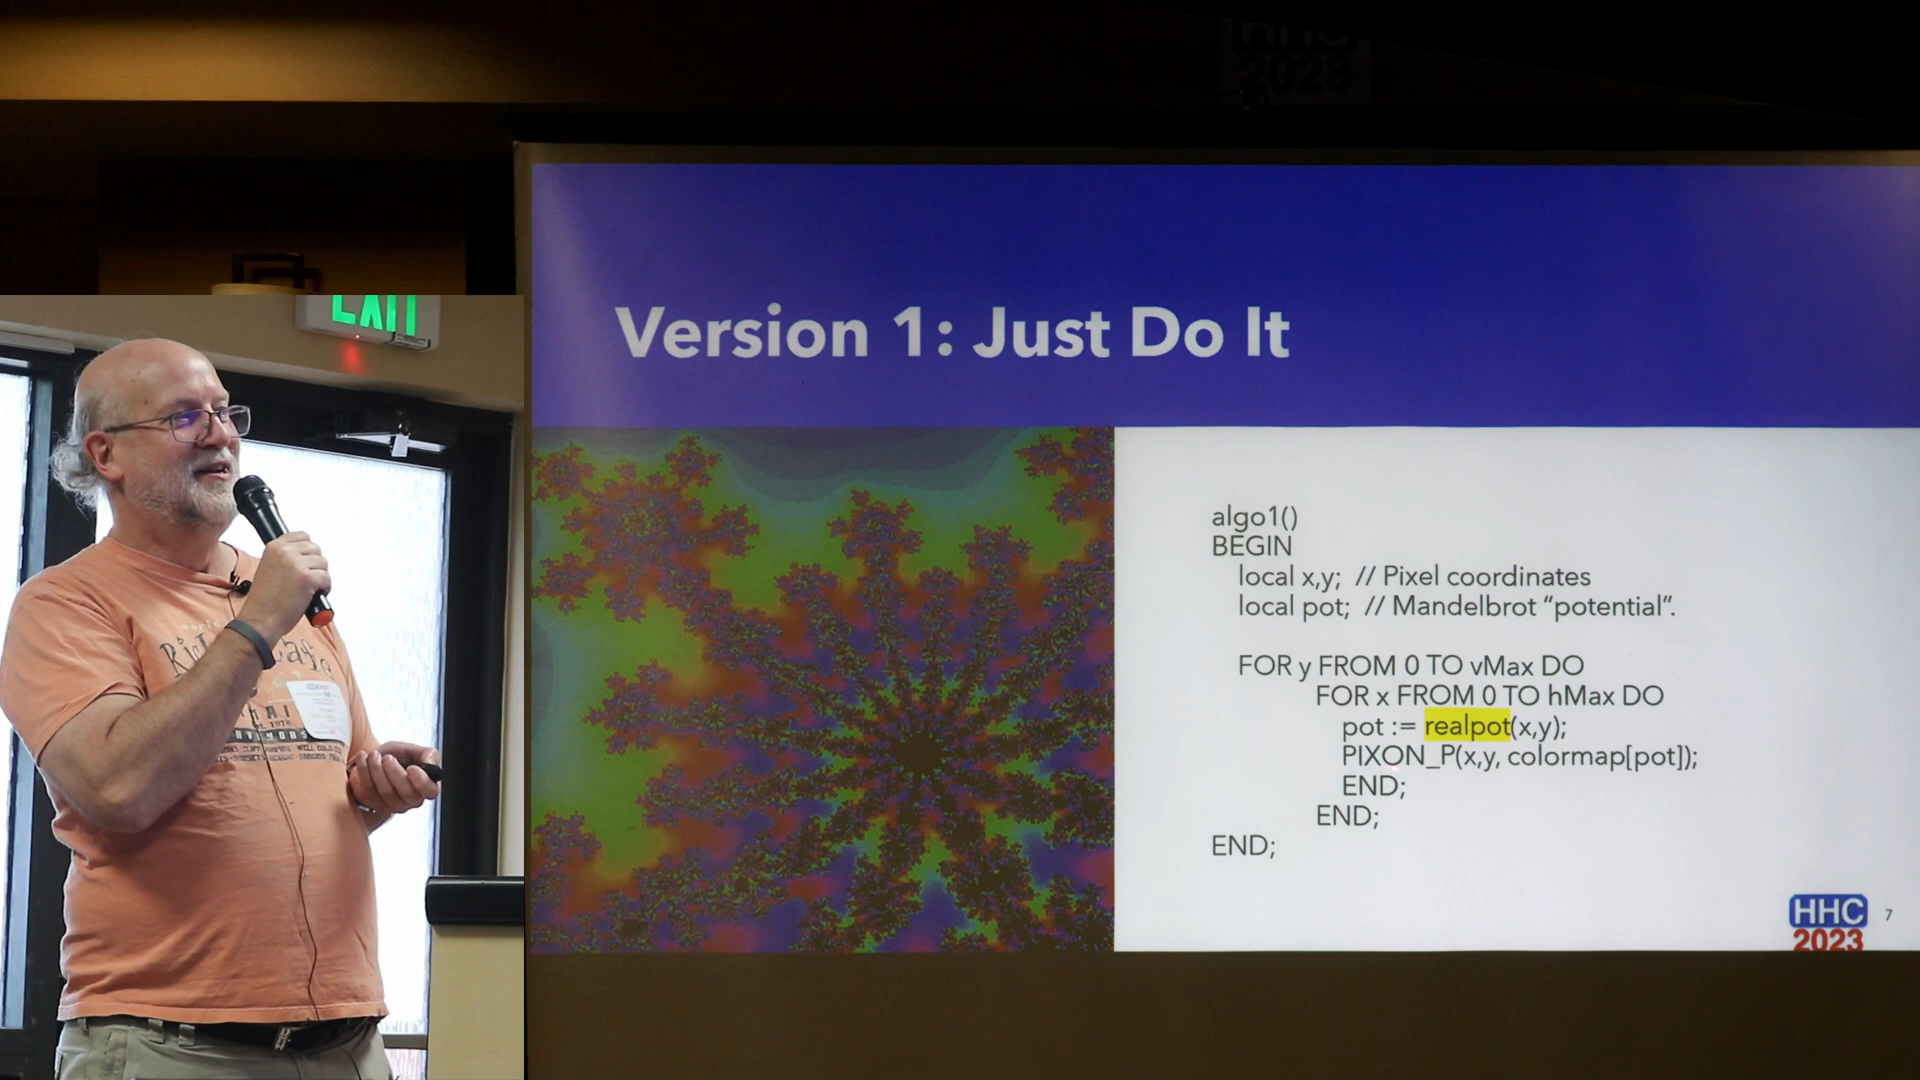 HHC
2023
EXIT
Version 1: Just Do It
algo1()
BEGIN
local x,y; // Pixel coordinates
local pot; // Mandelbrot “potential”.
FOR y FROM 0 TO vMax DO
FOR x FROM 0 TO hMax DO
pot := realpot(x,y);
PIXON_P(x,y, colormap[pot]);
END;
END;
END;
HHC
2023
7